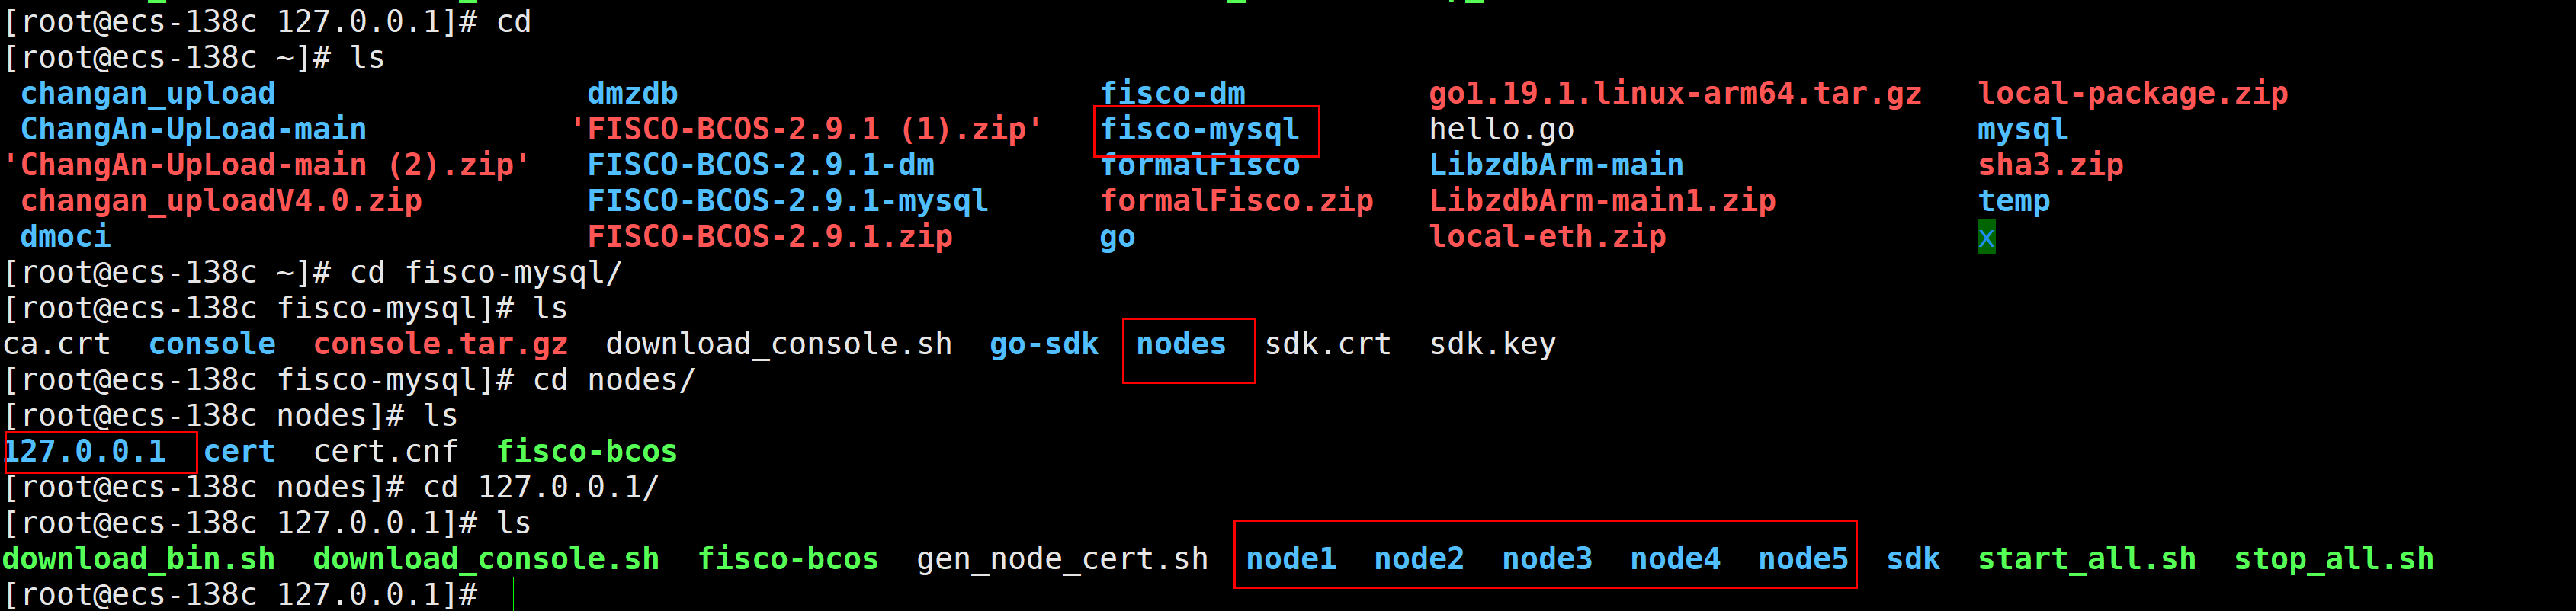 [root@ecs-138c 127.0.0.1]# cd
[root@ecs-138c ~]# ls
changan_upload dmzdb fisco-dm go1.19.1.linux-arm64.tar.gz local-package.zip
ChangAn-UpLoad-main 'FISCO-BCOS-2.9.1 (1).zip' fisco-mysql hello.go mysql
'ChangAn-UpLoad-main (2).zip' FISCO-BCOS-2.9.1-dm formalFisco LibzdbArm-main sha3.zip
changan_uploadV4.0.zip FISCO-BCOS-2.9.1-mysql formalFisco.zip LibzdbArm-main1.zip temp
dmoci FISCO-BCOS-2.9.1.zip go local-eth.zip x
[root@ecs-138c ~]# cd fisco-mysql/
[root@ecs-138c fisco-mysql]# ls
ca.crt console console.tar.gz download_console.sh go-sdk nodes sdk.crt sdk.key
[root@ecs-138c fisco-mysql]# cd nodes/
[root@ecs-138c nodes]# ls
127.0.0.1 cert cert.cnf fisco-bcos
[root@ecs-138c nodes]# cd 127.0.0.1/
[root@ecs-138c 127.0.0.1]# ls
download_bin.sh download_console.sh fisco-bcos gen_node_cert.sh node1 node2 node3 node4 node5 sdk start_all.sh stop_all.sh
[root@ecs-138c 127.0.0.1]#